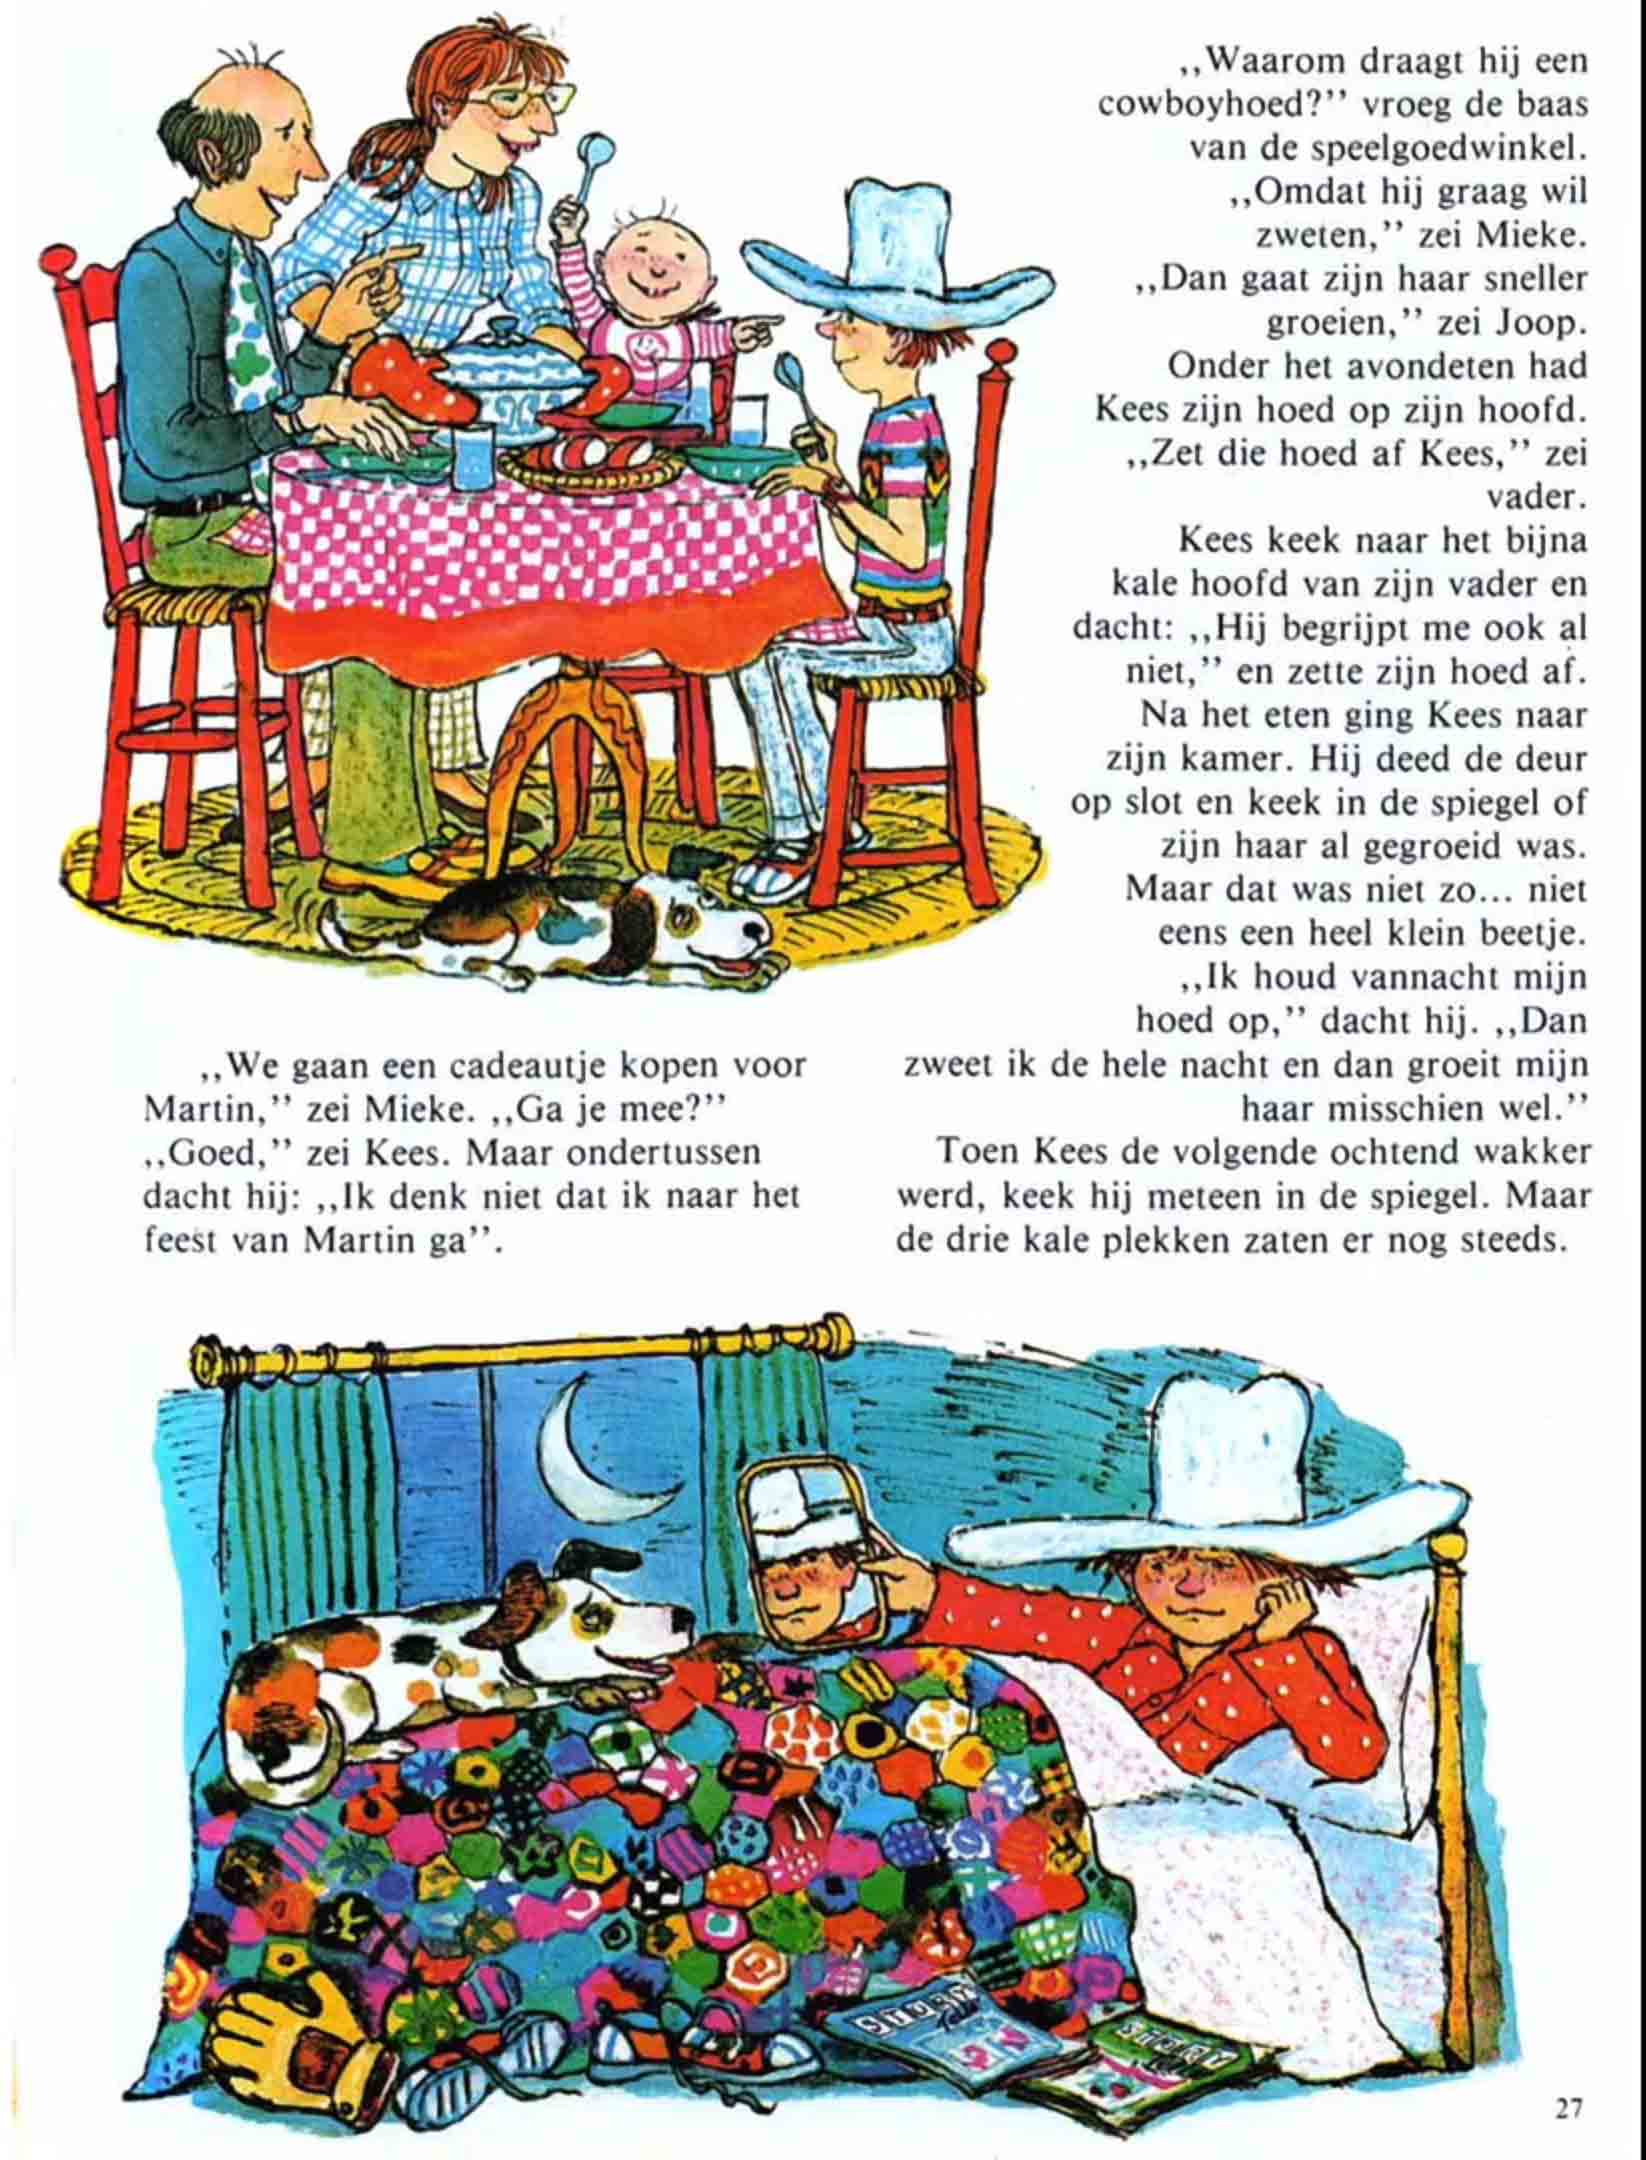 ,,We gaan een cadeautje kopen voor
Martin,’’ zei Mieke. ,,Ga je mee?’’
,,Goed,’’ zei Kees. Maar ondertussen
dacht hij: ,,Ik denk niet dat ik naar het
feest van Martin ga’’.
,,Waarom draagt hij een
cowboyhoed?’’ vroeg de baas
van de speelgoedwinkel.
,,Omdat hij graag wil
zweten,’’ zei Mieke.
,,Dan gaat zijn haar sneller
groeien,’’ zei Joop.
Onder het avondeten had
Kees zijn hoed op zijn hoofd.
,,Zet die hoed af Kees,’’ zei
vader.
Kees keek naar het bijna
kale hoofd van zijn vader en
dacht: ,,Hij begrijpt me ook al
niet,’’ en zette zijn hoed af.
Na het eten ging Kees naar
zijn kamer. Hij deed de deur
op slot en keek in de spiegel of
zijn haar al gegroeid was.
Maar dat was niet zo... niet
eens een heel klein beetje.
,,Ik houd vannacht mijn
hoed op,’’ dacht hij. ,,Dan
zweet ik de hele nacht en dan groeit mijn
haar misschien wel.’’
Toen Kees de volgende ochtend wakker
werd, keek hij meteen in de spiegel. Maar
de drie kale plekken zaten er nog steeds.
STORY
Teller
STORY
27